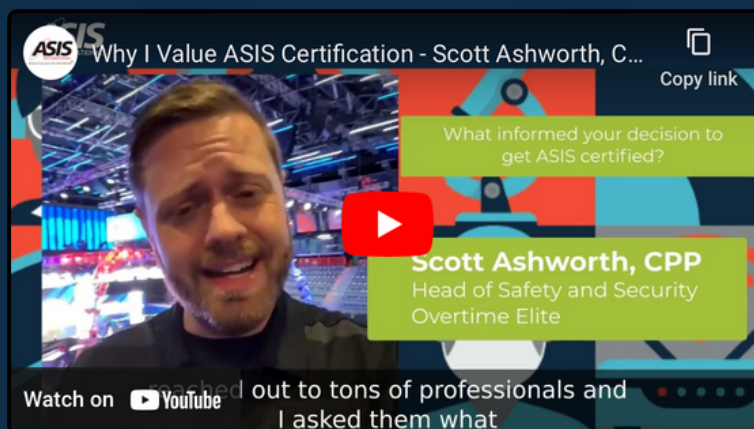 ASIS
ASIS
INTERNATIONAL
Why I Value ASIS Certification - Scott Ashworth, C...
Copy link
What informed your decision to
get ASIS certified?
Scott Ashworth, CPP
Head of Safety and Security
Overtime Elite
reached out to tons of professionals and
I asked them what
Watch on YouTube